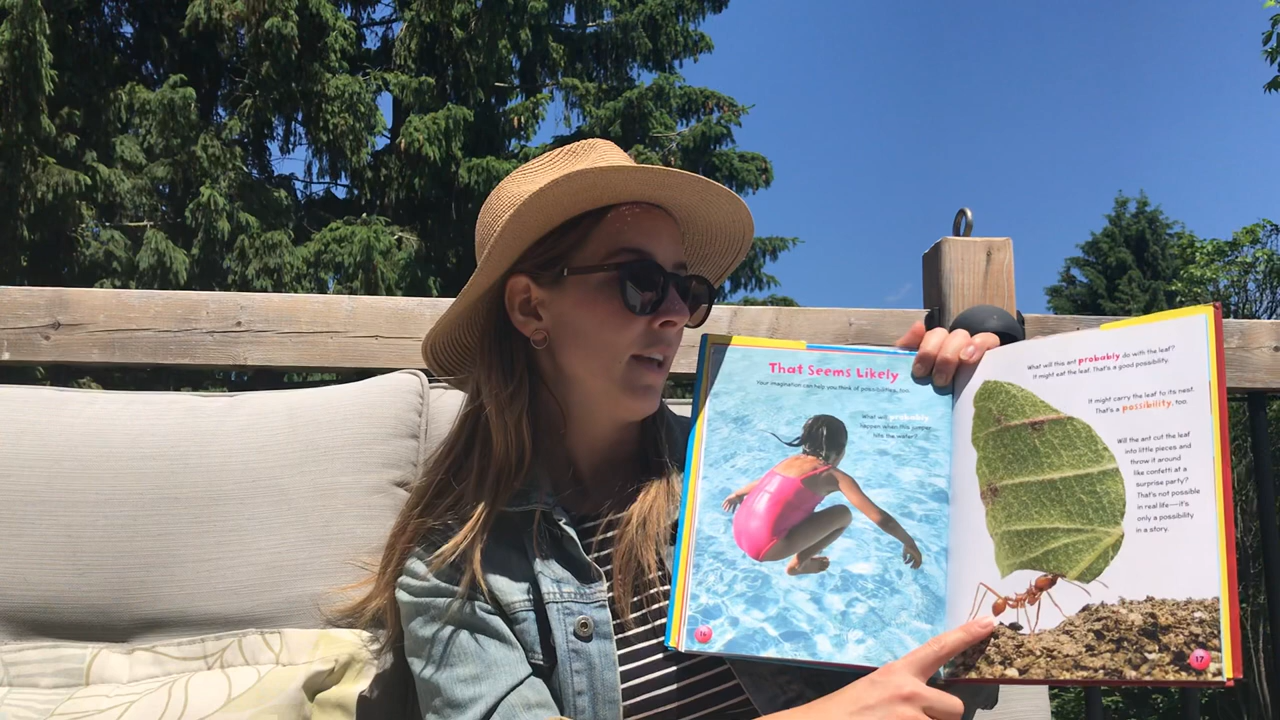 That Seems Likely
Your imagination can help you think of possibilities, too.
What will probably
happen when this jumper
hits the water?
16
What will this ant probably do with the leaf?
It might eat the leaf. That's a good possibility.
It might carry the leaf to its nest.
That's a possibility, too.
Will the ant cut the leaf
into little pieces and
throw it around
like confetti at a
surprise party?
That's not possible
in real life—it's
only a possibility
in a story.
17